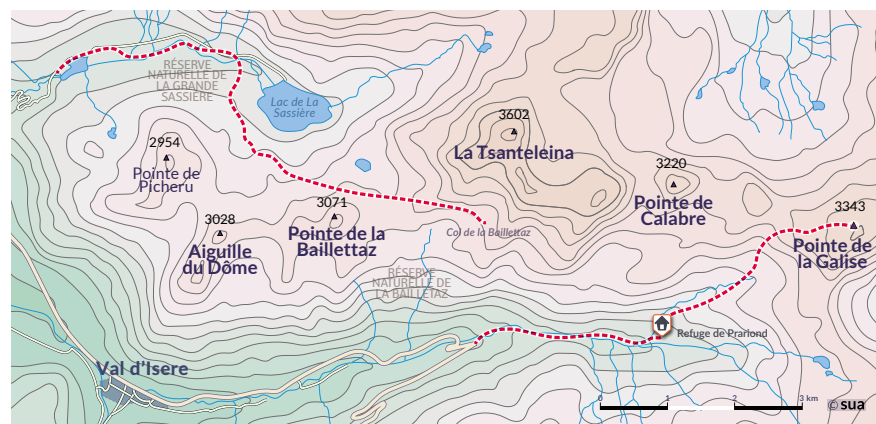 RÉSERVE
NATURELLE DE
LA GRANDE
SASSIÈRE
Lac de La
Sassière
3602
La Tsanteleina
2954
Pointe de
Picheru
3220
Pointe de
Calabre
3071
Pointe de la
Baillettaz
3343
Pointe de
la Galise
3028
Aiguille
du Dôme
Col de la Baillettaz
RÉSERVE
NATURELLE DE
LA BAILLETAZ
Refuge de Prariond
Val d'Isere
0 1 2 3 km
© sua